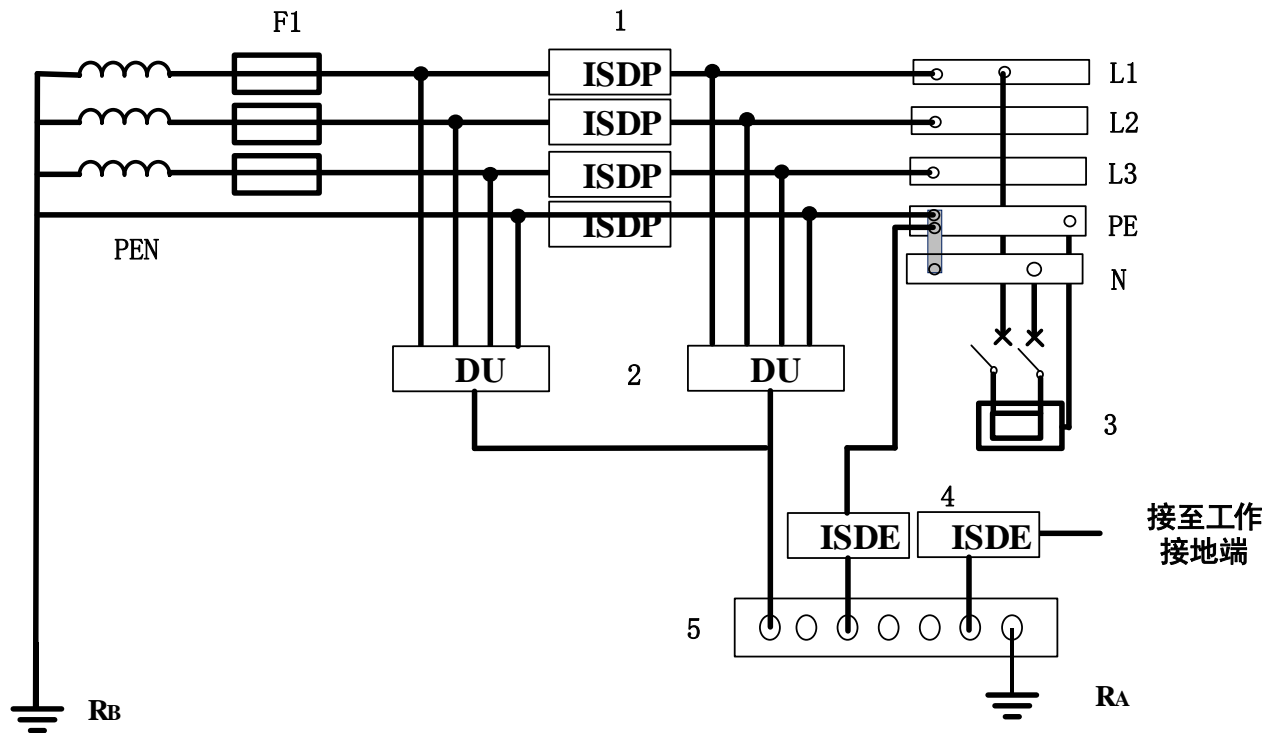 F1
1
ISDP
L1
ISDP
L2
ISDP
L3
ISDP
PE
PEN
N
DU
2
DU
3
4
ISDE
ISDE
接至工作
接地端
5
RB
RA